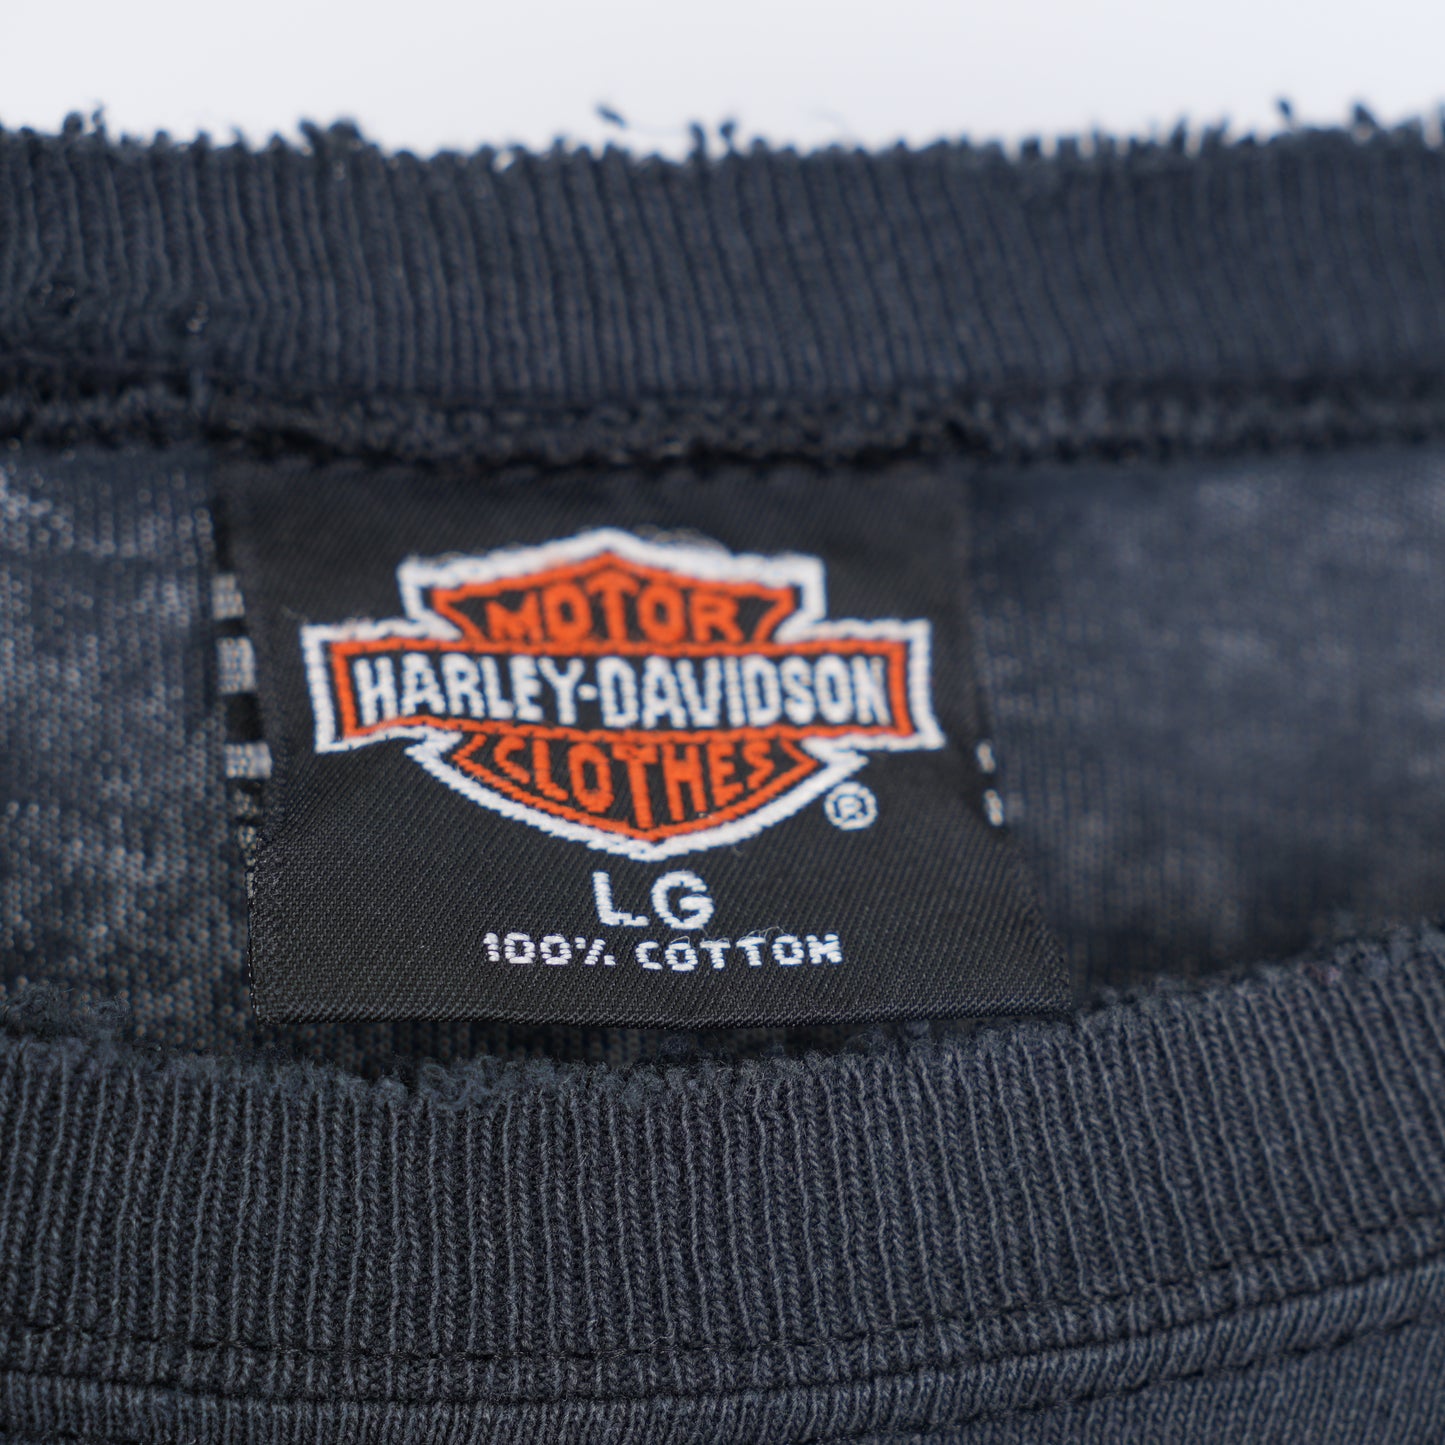 MOTOR
HARLEY-DAVIDSON
CLOTHES
®
LG
100% COTTON